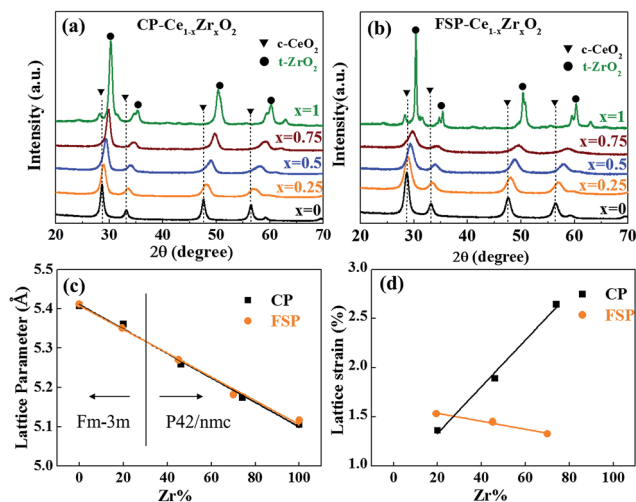 (a) CP-Ce₁₋ₓZrₓO₂
▼ c-CeO₂
● t-ZrO₂
x=1
x=0.75
x=0.5
x=0.25
x=0
Intensity (a.u.)
20 30 40 50 60 70
2θ (degree)
(b) FSP-Ce₁₋ₓZrₓO₂
▼ c-CeO₂
● t-ZrO₂
x=1
x=0.75
x=0.5
x=0.25
x=0
Intensity (a.u.)
20 30 40 50 60 70
2θ (degree)
(c)
■ CP
● FSP
Lattice Parameter (Å)
5.5
5.4
5.3
5.2
5.1
5.0
Fm-3m P42/nmc
0 20 40 60 80 100
Zr%
(d)
■ CP
● FSP
Lattice strain (%)
3.0
2.5
2.0
1.5
1.0
0 20 40 60 80 100
Zr%